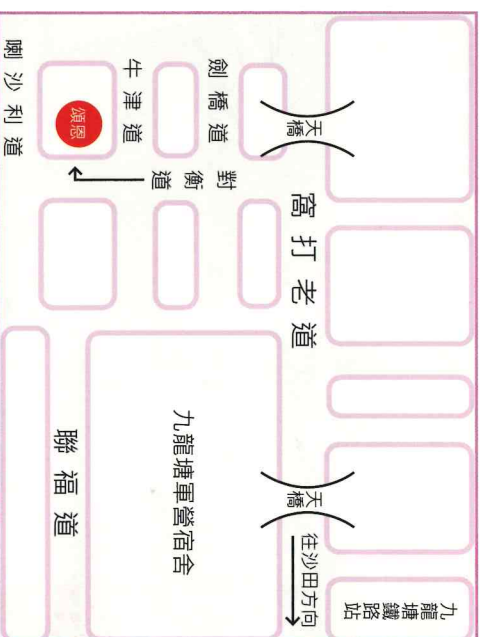 喇沙利道
頌恩
牛津道
劍橋道
對衡道
天橋
窩打老道
聯福道
九龍塘軍營宿舍
天橋
往沙田方向
九龍塘鐵路站